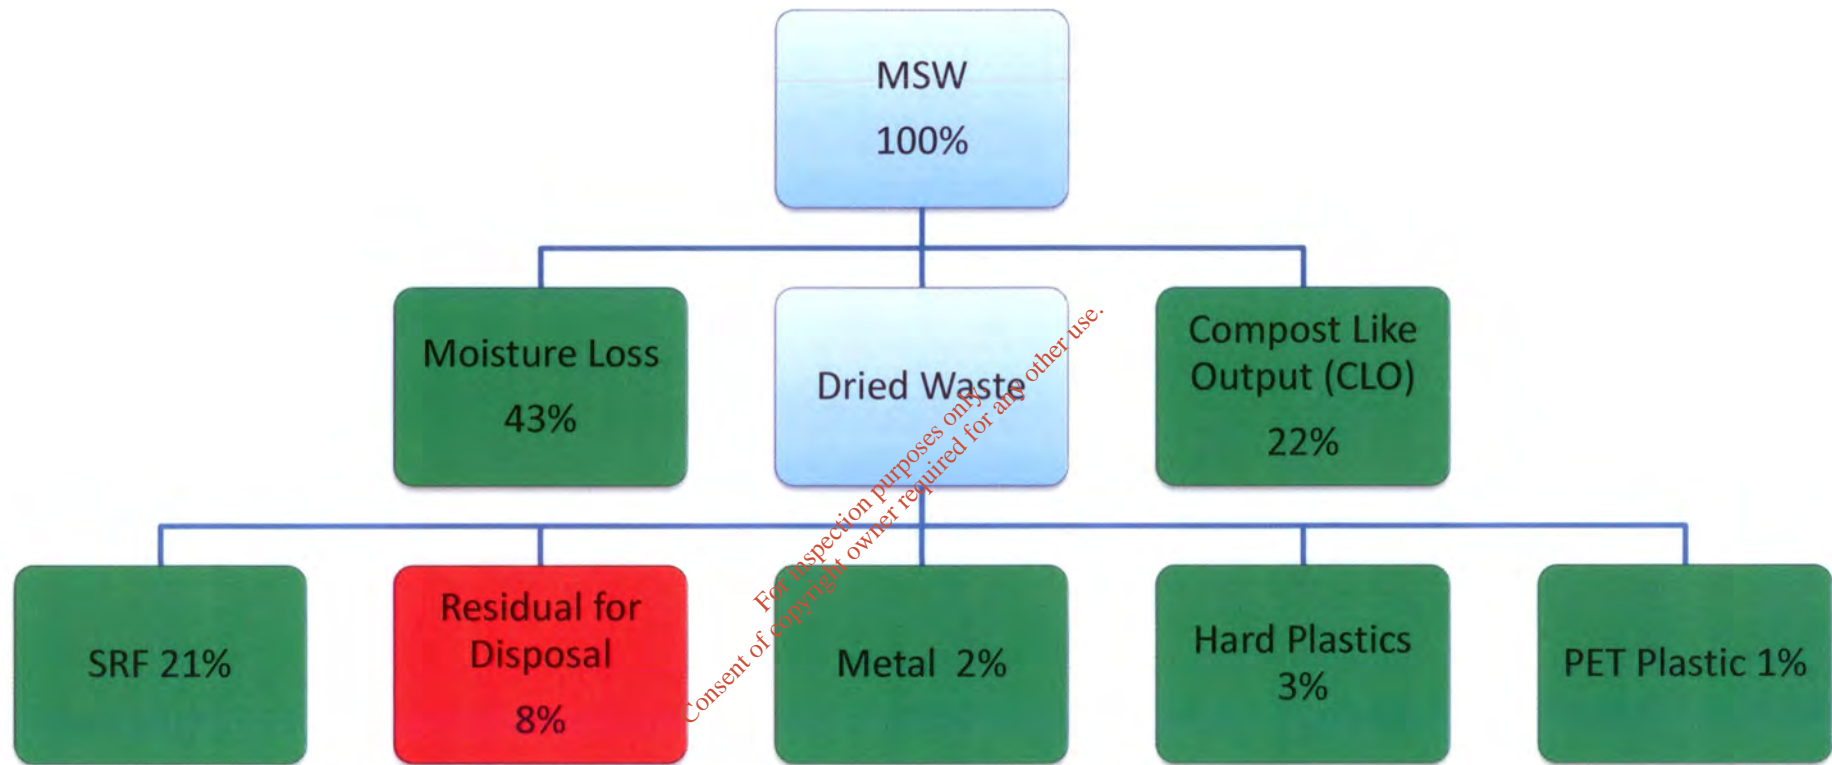 MSW
100%
Moisture Loss
43%
Dried Waste
Compost Like
Output (CLO)
22%
SRF 21%
Residual for
Disposal
8%
Metal 2%
Hard Plastics
3%
PET Plastic 1%
For inspection purposes only.
Consent of copyright owner required for any other use.